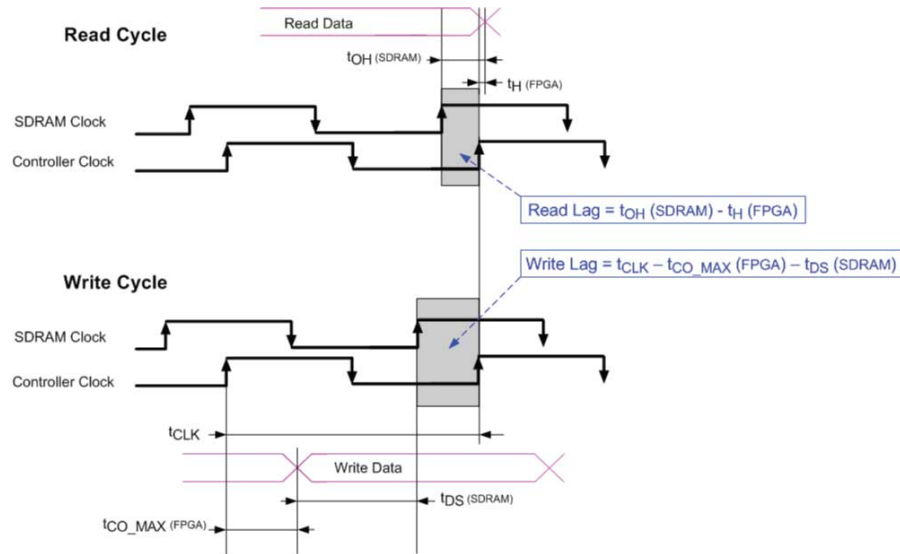 Read Data
Read Cycle
tOH (SDRAM)
tH (FPGA)
SDRAM Clock
Controller Clock
Read Lag = tOH (SDRAM) - tH (FPGA)
Write Lag = tCLK – tCO_MAX (FPGA) – tDS (SDRAM)
Write Cycle
SDRAM Clock
Controller Clock
tCLK
Write Data
tDS (SDRAM)
tCO_MAX (FPGA)